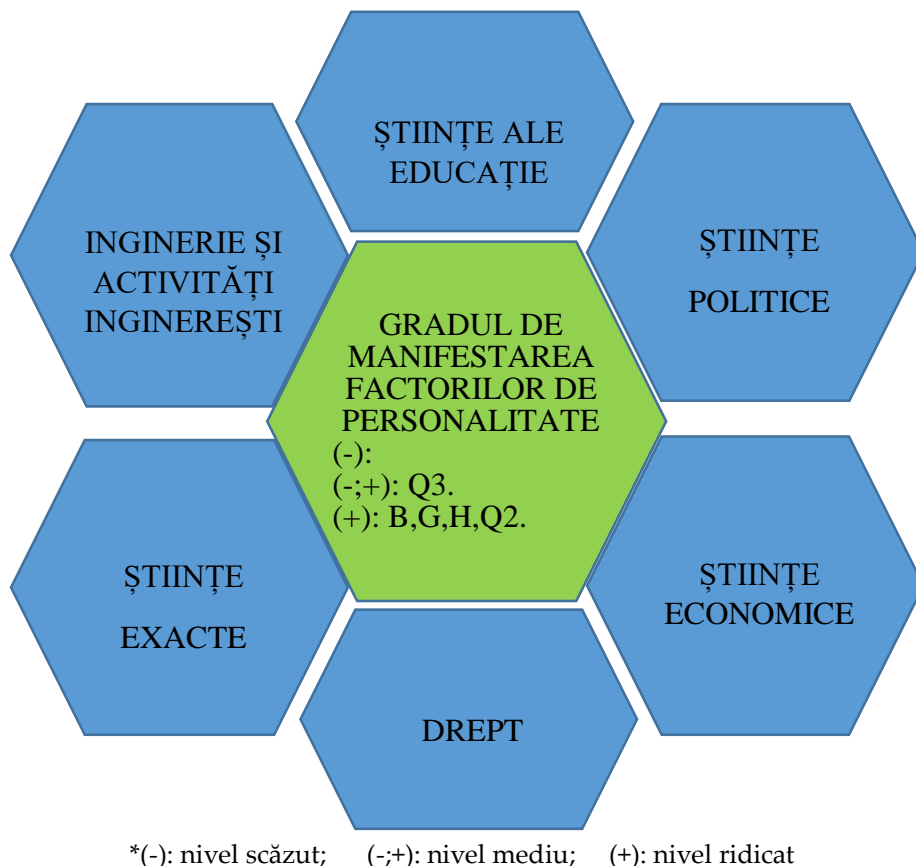 ȘTIINȚE ALE
EDUCAȚIE
INGINERIE ȘI
ACTIVITĂȚI
INGINEREȘTI
ȘTIINȚE
POLITICE
GRADUL DE
MANIFESTAREA
FACTORILOR DE
PERSONALITATE
(-):
(-;+): Q3.
(+): B,G,H,Q2.
ȘTIINȚE
EXACTE
ȘTIINȚE
ECONOMICE
DREPT
*(-): nivel scăzut; (-;+): nivel mediu; (+): nivel ridicat